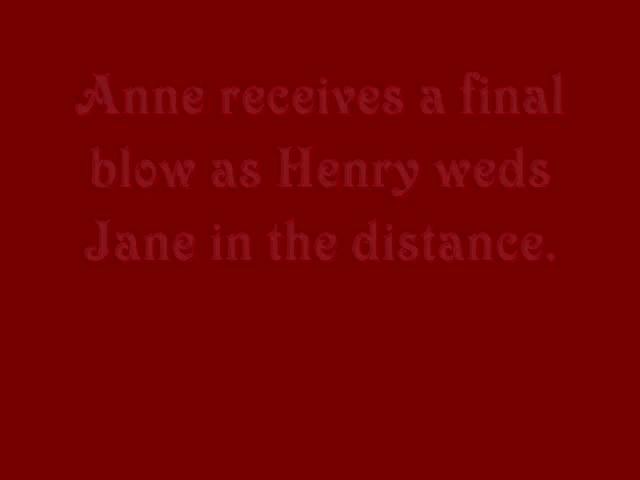 Anne receives a final
blow as Henry weds
Jane in the distance.